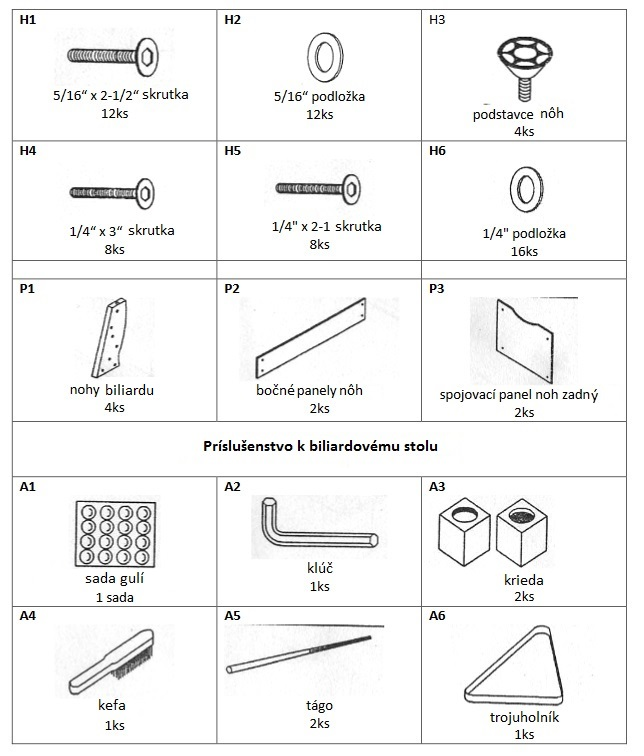 H1
5/16“ x 2-1/2“ skrutka
12ks
H2
5/16“ podložka
12ks
H3
podstavce nôh
4ks
H4
1/4“ x 3“ skrutka
8ks
H5
1/4" x 2-1 skrutka
8ks
H6
1/4" podložka
16ks
P1
nohy biliardu
4ks
P2
bočné panely nôh
2ks
P3
spojovací panel noh zadný
2ks
Príslušenstvo k biliardovému stolu
A1
sada gulí
1 sada
A2
klúč
1ks
A3
krieda
2ks
A4
kefa
1ks
A5
tágo
2ks
A6
trojuholník
1ks